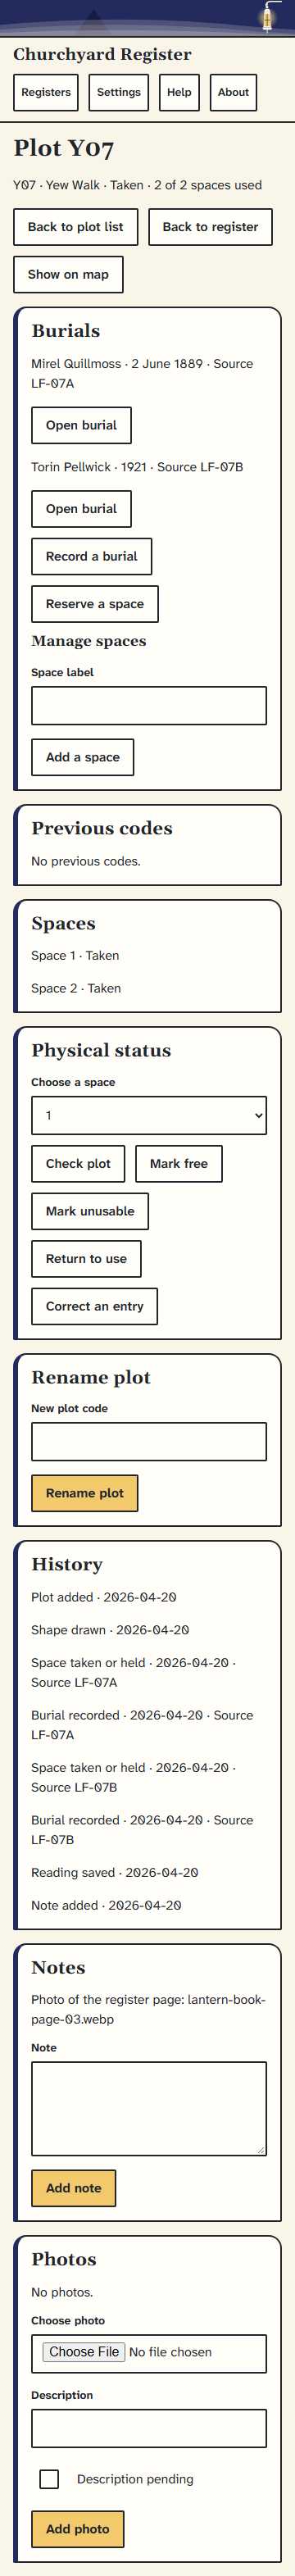 Churchyard Register
Registers
Settings
Help
About
Plot Y07
Y07 · Yew Walk · Taken · 2 of 2 spaces used
Back to plot list
Back to register
Show on map
Burials
Mirel Quillmoss · 2 June 1889 · Source
LF-07A
Open burial
Torin Pellwick · 1921 · Source LF-07B
Open burial
Record a burial
Reserve a space
Manage spaces
Space label
Add a space
Previous codes
No previous codes.
Spaces
Space 1 · Taken
Space 2 · Taken
Physical status
Choose a space
1
Check plot
Mark free
Mark unusable
Return to use
Correct an entry
Rename plot
New plot code
Rename plot
History
Plot added · 2026-04-20
Shape drawn · 2026-04-20
Space taken or held · 2026-04-20 ·
Source LF-07A
Burial recorded · 2026-04-20 · Source
LF-07A
Space taken or held · 2026-04-20 ·
Source LF-07B
Burial recorded · 2026-04-20 · Source
LF-07B
Reading saved · 2026-04-20
Note added · 2026-04-20
Notes
Photo of the register page: lantern-book-
page-03.webp
Note
Add note
Photos
No photos.
Choose photo
Choose File No file chosen
Description
Description pending
Add photo